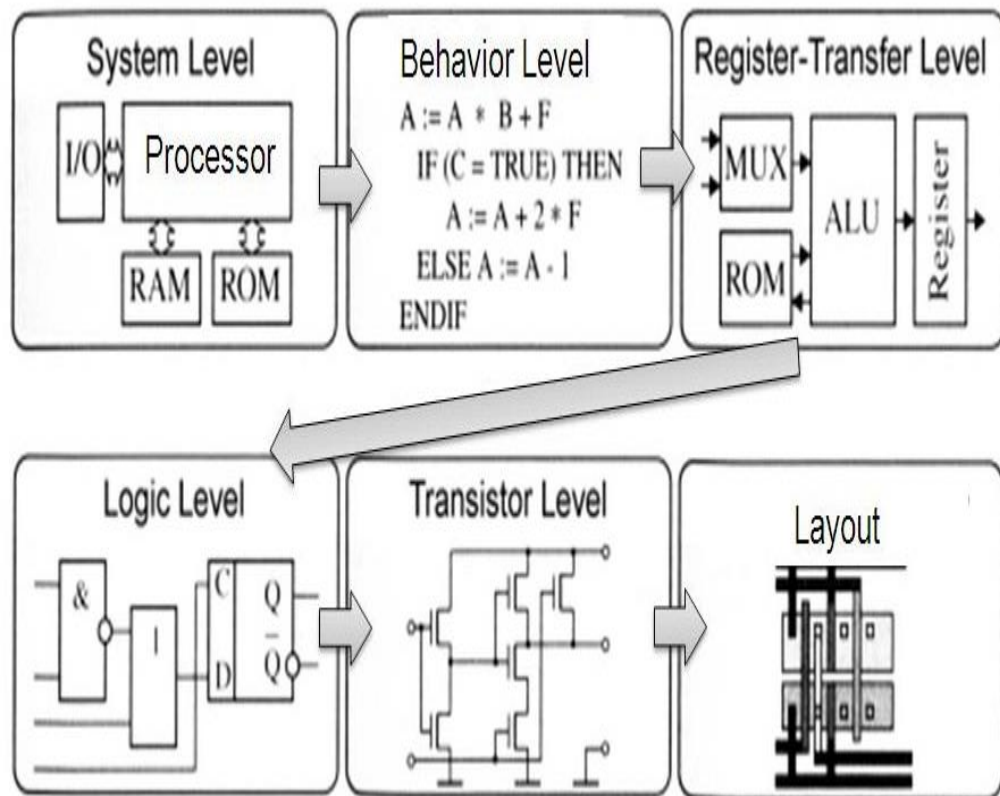 System Level
I/O
Processor
RAM
ROM
Behavior Level
A := A * B + F
IF (C = TRUE) THEN
A := A + 2 * F
ELSE A := A - 1
ENDIF
Register-Transfer Level
MUX
ROM
ALU
Register
Logic Level
&
1
C
D
Q
Q̅
Transistor Level
Layout